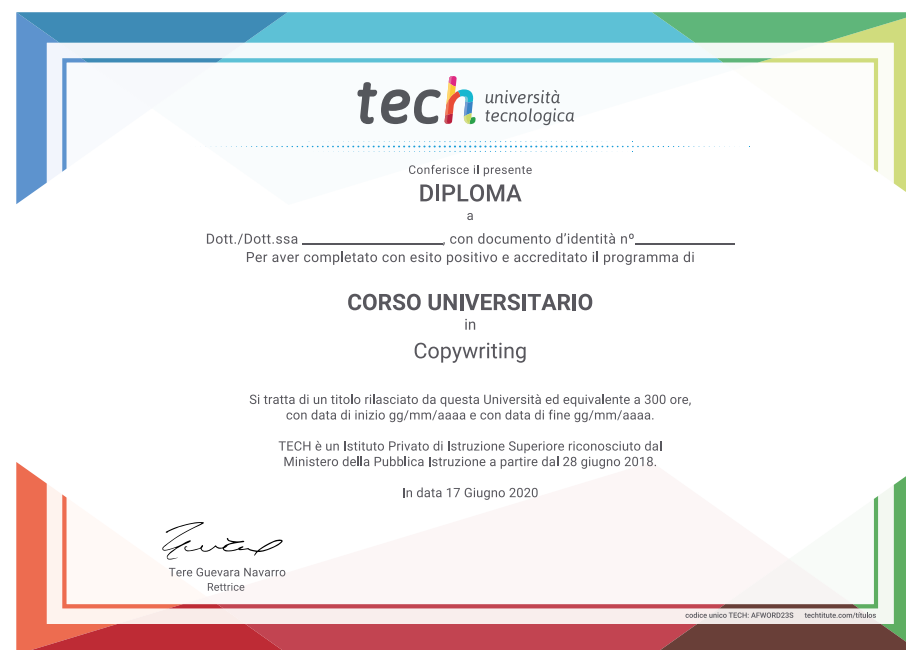 tech università
tecnologica
Conferisce il presente
DIPLOMA
a
Dott./Dott.ssa ____________________, con documento d'identità nº______________
Per aver completato con esito positivo e accreditato il programma di
CORSO UNIVERSITARIO
in
Copywriting
Si tratta di un titolo rilasciato da questa Università ed equivalente a 300 ore,
con data di inizio gg/mm/aaaa e con data di fine gg/mm/aaaa.
TECH è un Istituto Privato di Istruzione Superiore riconosciuto dal
Ministero della Pubblica Istruzione a partire dal 28 giugno 2018.
In data 17 Giugno 2020
Tere Guevara Navarro
Rettrice
codice unico TECH: AFWORD23S techtitute.com/títulos